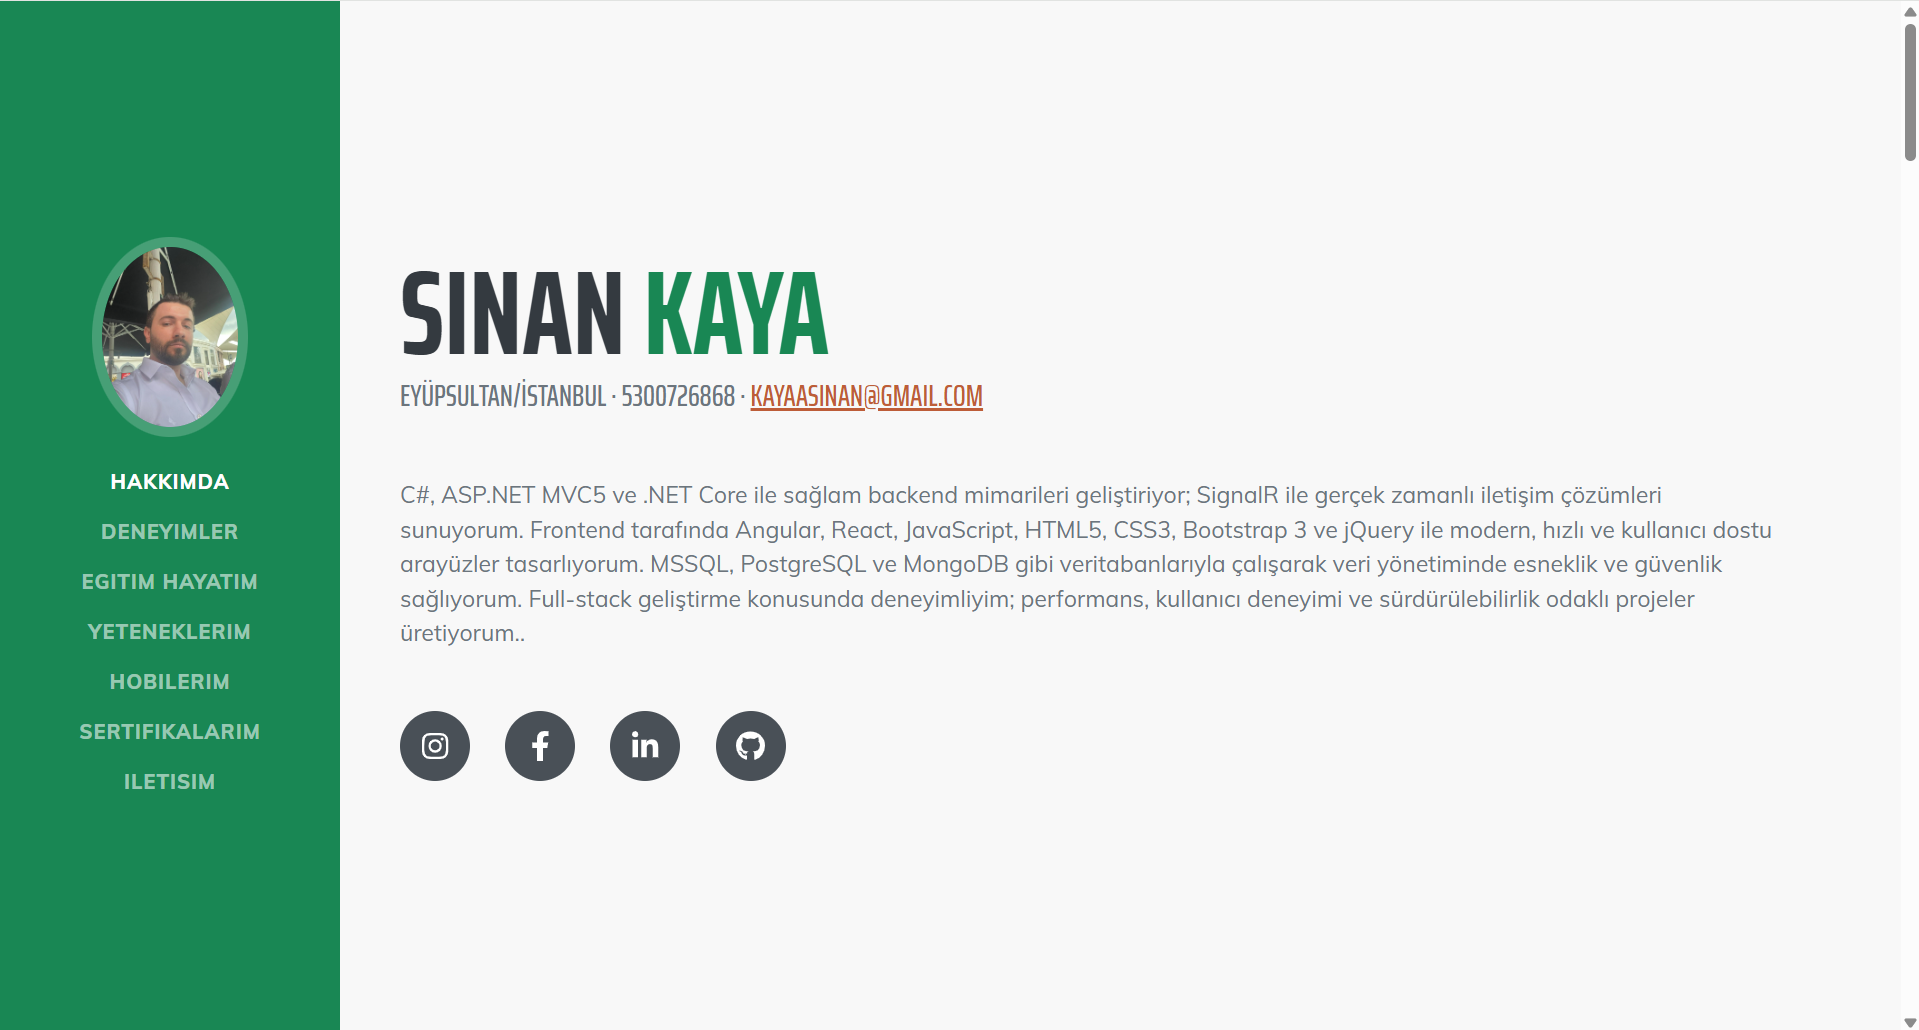 HAKKIMDA
DENEYIMLER
EGITIM HAYATIM
YETENEKLERIM
HOBILERIM
SERTIFIKALARIM
ILETISIM
SINAN KAYA
EYÜPSULTAN/İSTANBUL · 5300726868 · KAYAASINAN@GMAIL.COM
C#, ASP.NET MVC5 ve .NET Core ile sağlam backend mimarileri geliştiriyor; SignalR ile gerçek zamanlı iletişim çözümleri
sunuyorum. Frontend tarafında Angular, React, JavaScript, HTML5, CSS3, Bootstrap 3 ve jQuery ile modern, hızlı ve kullanıcı dostu
arayüzler tasarlıyorum. MSSQL, PostgreSQL ve MongoDB gibi veritabanlarıyla çalışarak veri yönetiminde esneklik ve güvenlik
sağlıyorum. Full-stack geliştirme konusunda deneyimliyim; performans, kullanıcı deneyimi ve sürdürülebilirlik odaklı projeler
üretiyorum..